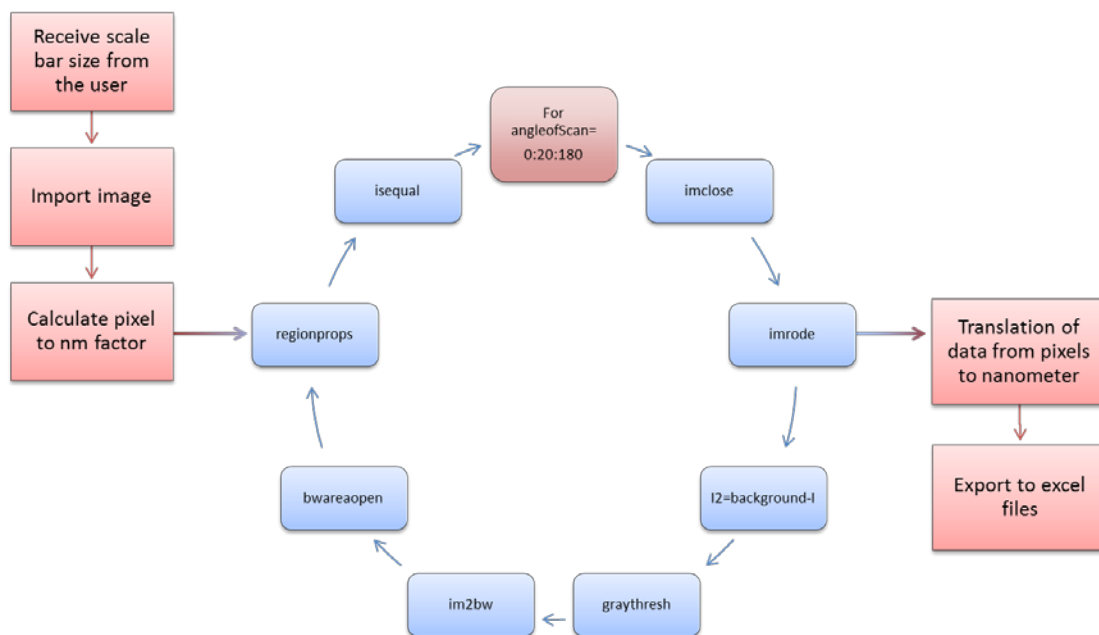 Receive scale
bar size from
the user
Import image
Calculate pixel
to nm factor
For
angleofScan=
0:20:180
imclose
imrode
I2=background-I
graythresh
im2bw
bwareaopen
regionprops
isequal
Translation of
data from pixels
to nanometer
Export to excel
files